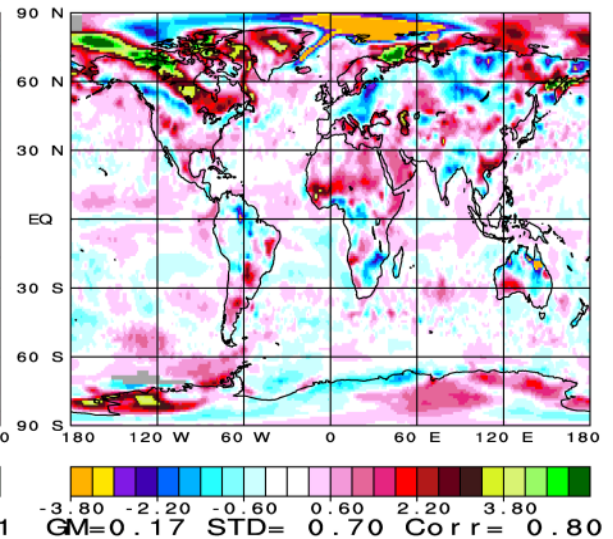 90 N
60 N
30 N
EQ
30 S
60 S
0 90 S
180 120 W 60 W 0 60 E 120 E 180
-3.80 -2.20 -0.60 0.60 2.20 3.80
1 GM=0.17 STD= 0.70 Corr= 0.80